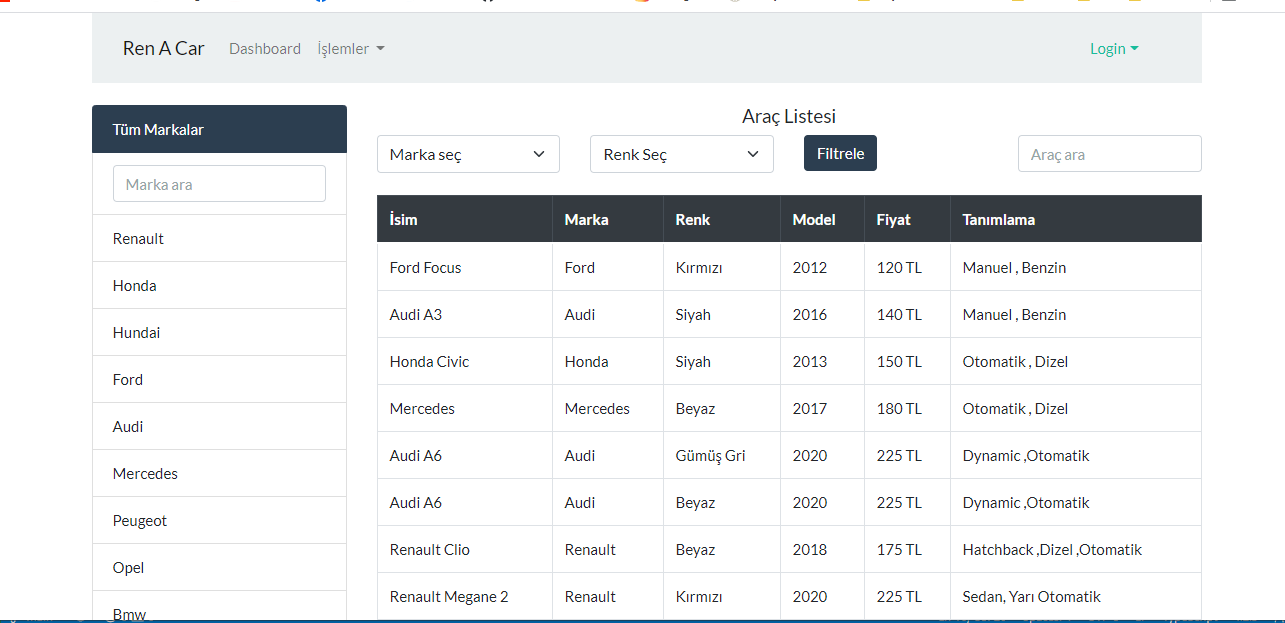 Ren A Car Dashboard İşlemler Login
Tüm Markalar
Marka ara
Renault
Honda
Hundai
Ford
Audi
Mercedes
Peugeot
Opel
Bmw
Araç Listesi
Marka seç Renk Seç Filtrele Araç ara
İsim Marka Renk Model Fiyat Tanımlama
Ford Focus Ford Kırmızı 2012 120 TL Manuel , Benzin
Audi A3 Audi Siyah 2016 140 TL Manuel , Benzin
Honda Civic Honda Siyah 2013 150 TL Otomatik , Dizel
Mercedes Mercedes Beyaz 2017 180 TL Otomatik , Dizel
Audi A6 Audi Gümüş Gri 2020 225 TL Dynamic ,Otomatik
Audi A6 Audi Beyaz 2020 225 TL Dynamic ,Otomatik
Renault Clio Renault Beyaz 2018 175 TL Hatchback ,Dizel ,Otomatik
Renault Megane 2 Renault Kırmızı 2020 225 TL Sedan, Yarı Otomatik